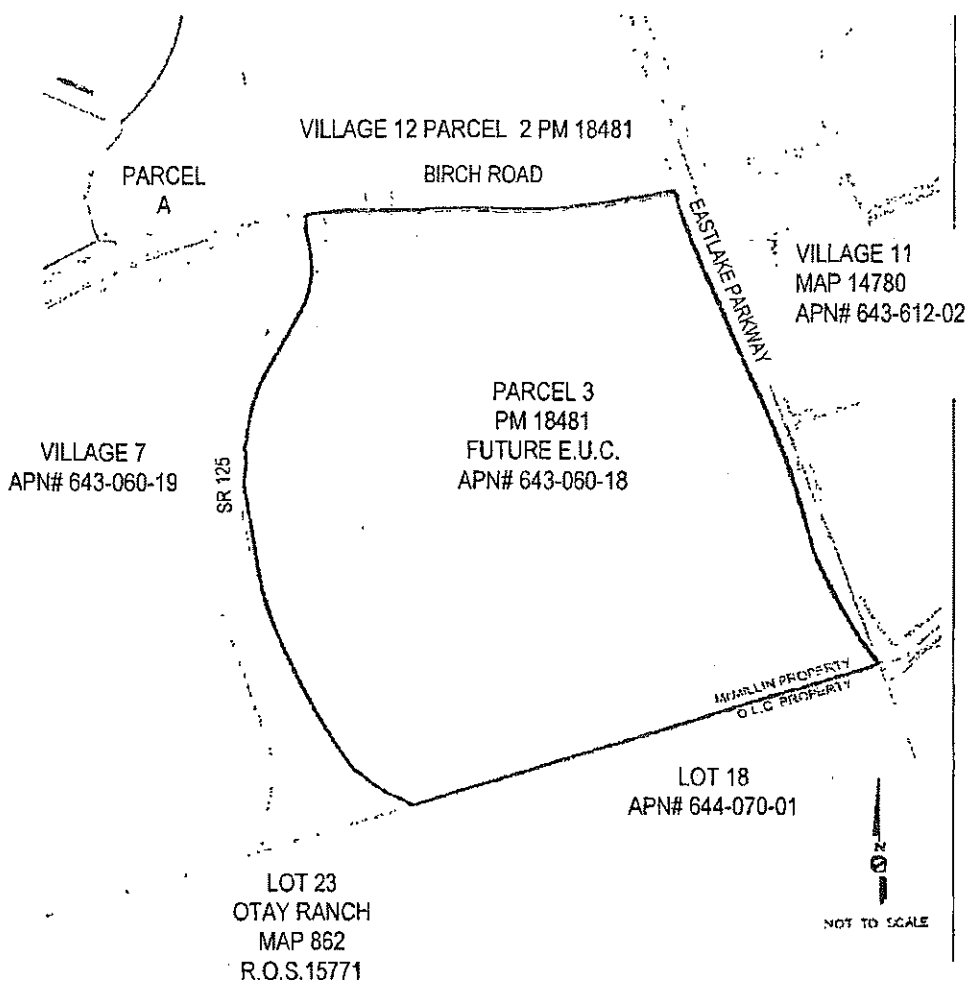 VILLAGE 12 PARCEL 2 PM 18481
BIRCH ROAD
PARCEL
A
EASTLAKE PARKWAY
VILLAGE 11
MAP 14780
APN# 643-612-02
PARCEL 3
PM 18481
FUTURE E.U.C.
APN# 643-060-18
VILLAGE 7
APN# 643-060-19
SR 125
McMILLIN PROPERTY
O.L.C PROPERTY
LOT 18
APN# 644-070-01
N
NOT TO SCALE
LOT 23
OTAY RANCH
MAP 862
R.O.S.15771